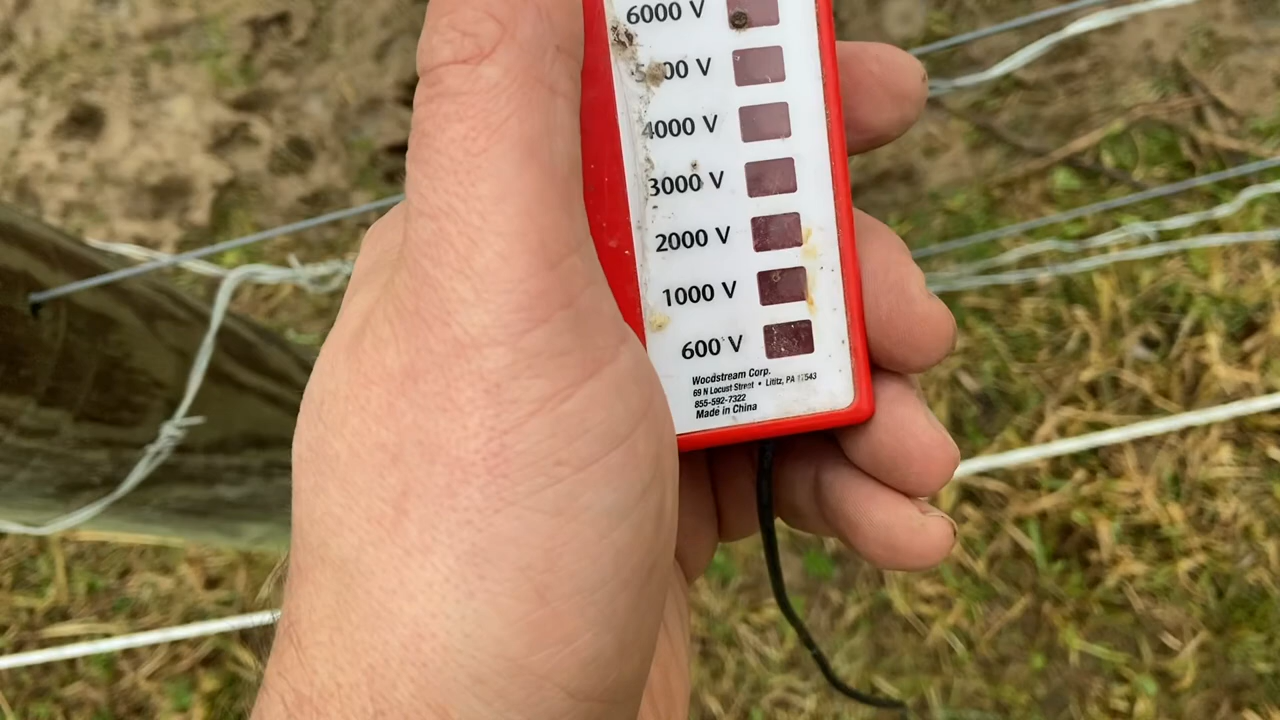 6000 V
5000 V
4000 V
3000 V
2000 V
1000 V
600 V
Woodstream Corp.
69 N Locust Street • Lititz, PA 17543
855-592-7322
Made in China